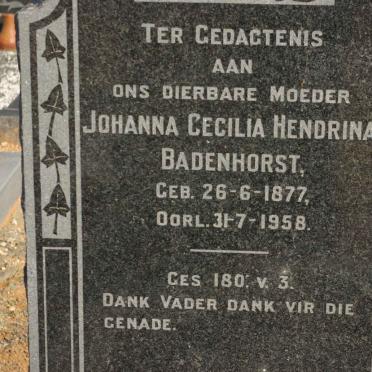 TER GEDAGTENIS
AAN
ONS DIERBARE MOEDER
JOHANNA CECILIA HENDRINA
BADENHORST,
GEB. 26-6-1877,
OORL. 31-7-1958.
GES 180. V. 3.
DANK VADER DANK VIR DIE
GENADE.